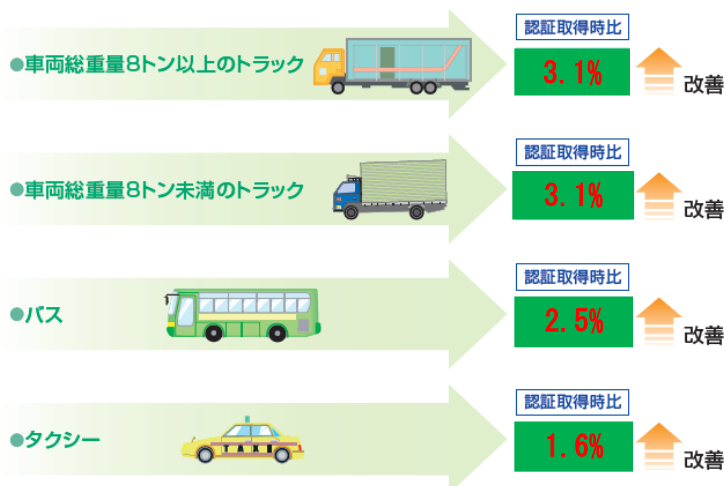 認証取得時比
●車両総重量8トン以上のトラック
3.1%
改善
認証取得時比
●車両総重量8トン未満のトラック
3.1%
改善
認証取得時比
●バス
2.5%
改善
認証取得時比
●タクシー
TAXI
1.6%
改善